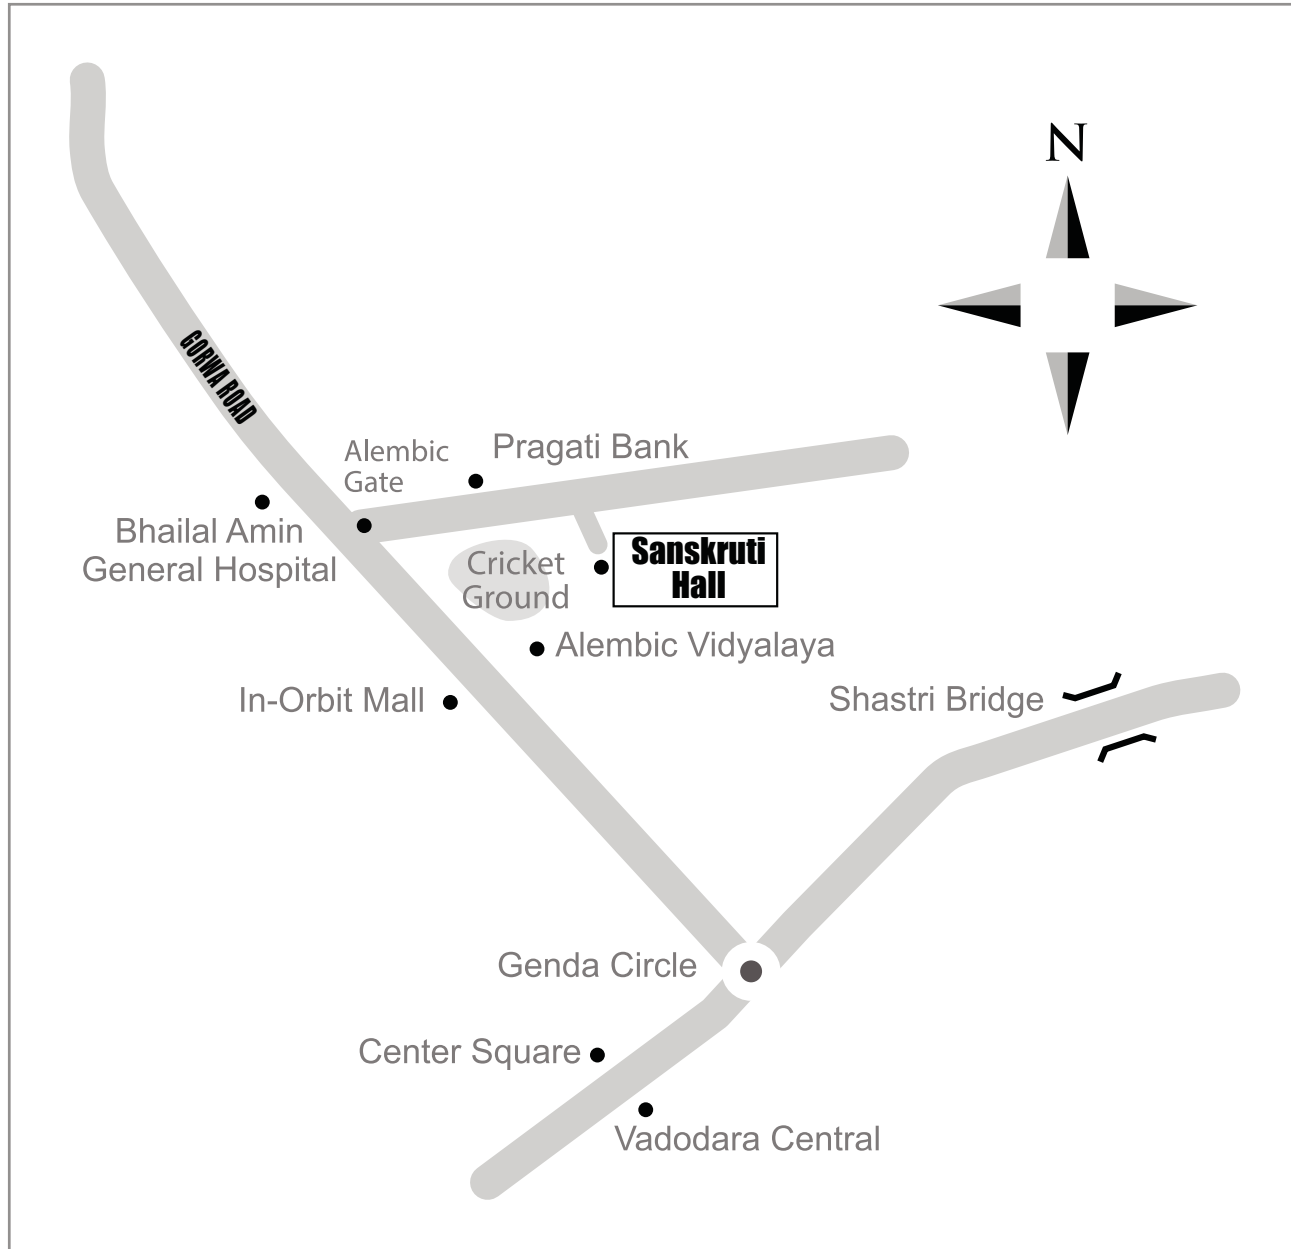 N
GORWA ROAD
Alembic
Gate
Pragati Bank
Bhailal Amin
General Hospital
Cricket
Ground
Sanskruti
Hall
Alembic Vidyalaya
In-Orbit Mall
Shastri Bridge
Genda Circle
Center Square
Vadodara Central